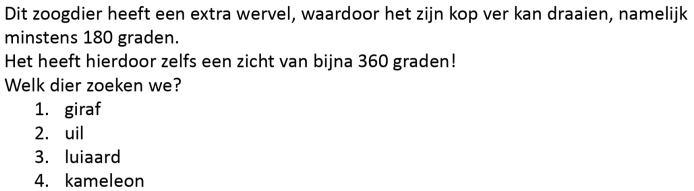 Dit zoogdier heeft een extra wervel, waardoor het zijn kop ver kan draaien, namelijk
minstens 180 graden.
Het heeft hierdoor zelfs een zicht van bijna 360 graden!
Welk dier zoeken we?
1. giraf
2. uil
3. luiaard
4. kameleon